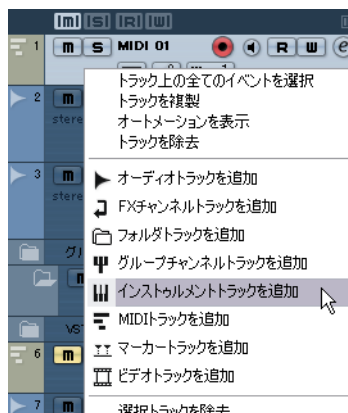 m S R W
1 m S MIDI 01 R W e
2 m
stere
3 m
stere
6 m
7 m
トラック上の全てのイベントを選択
トラックを複製
オートメーションを表示
トラックを除去
オーディオトラックを追加
FXチャンネルトラックを追加
フォルダトラックを追加
グループチャンネルトラックを追加
インストゥルメントトラックを追加
MIDIトラックを追加
マーカートラックを追加
ビデオトラックを追加
選択トラックを除去